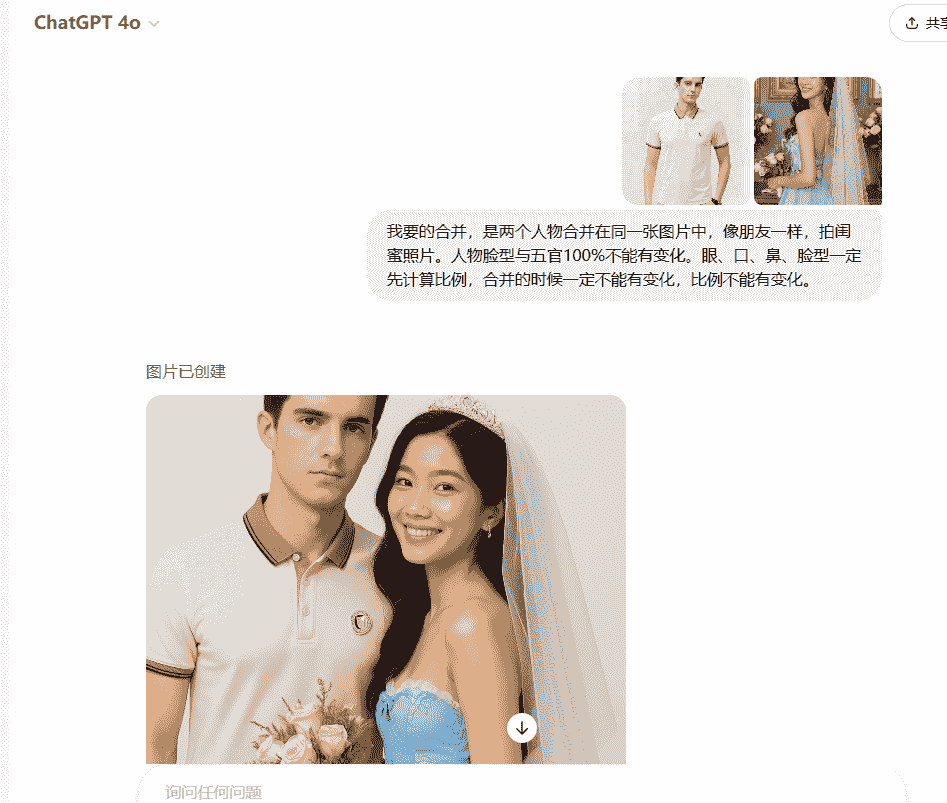 ChatGPT 4o
共享
我要的合并，是两个人物合并在同一张图片中，像朋友一样，拍闺
蜜照片。人物脸型与五官100%不能有变化。眼、口、鼻、脸型一定
先计算比例，合并的时候一定不能有变化，比例不能有变化。
图片已创建
询问任何问题